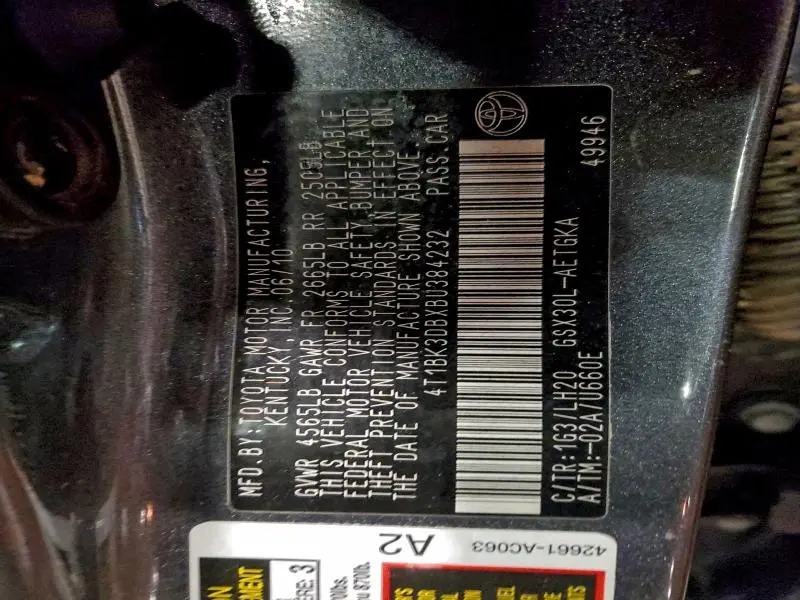 MFD. BY: TOYOTA MOTOR MANUFACTURING,
KENTUCKY, INC. 06/10
GVWR 4565LB GAWR FR 2665LB RR 2505LB
THIS VEHICLE CONFORMS TO ALL APPLICABLE
FEDERAL MOTOR VEHICLE SAFETY, BUMPER, AND
THEFT PREVENTION STANDARDS IN EFFECT ON
THE DATE OF MANUFACTURE SHOWN ABOVE.
4T1BK3DBXBU384232 PASS. CAR
C/TR: 1G3/LH20 GSX30L-AETGKA 49946
A/TM: -02A/U660E
42661-AC063
A2